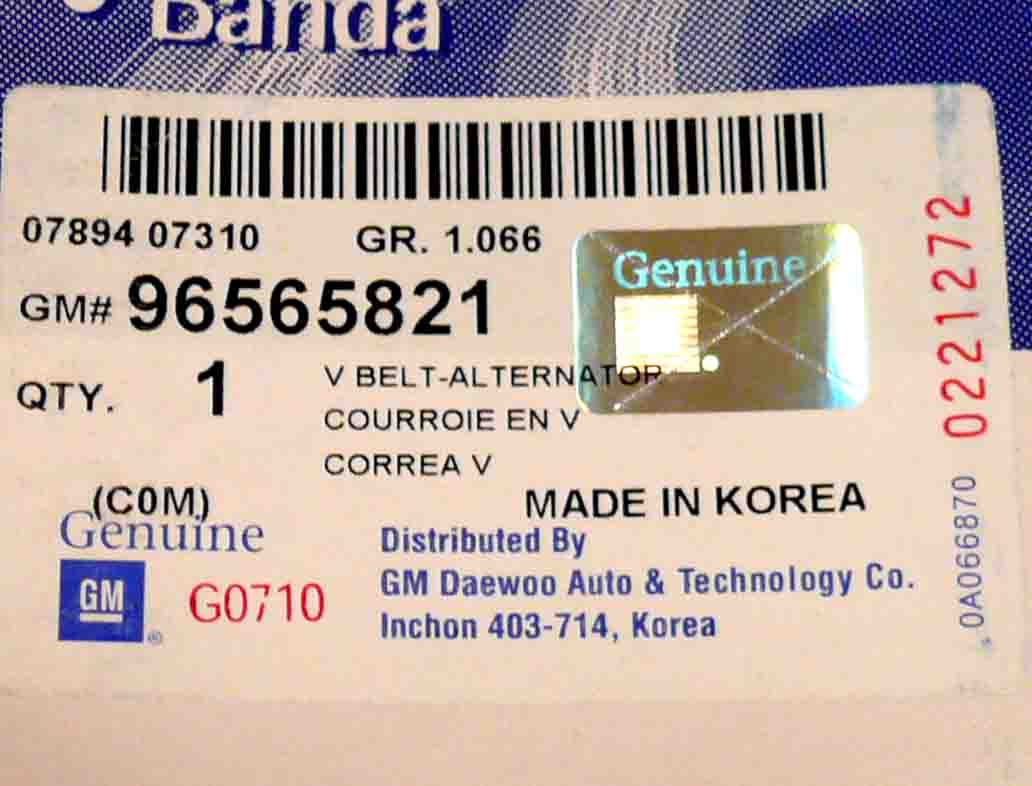 Banda
07894 07310 GR. 1.066
Genuine
GM# 96565821
QTY. 1
V BELT-ALTERNATOR
COURROIE EN V
CORREA V
(C0M)
MADE IN KOREA
Genuine
GM
®
G0710
Distributed By
GM Daewoo Auto & Technology Co.
Inchon 403-714, Korea
0221272
0A066870